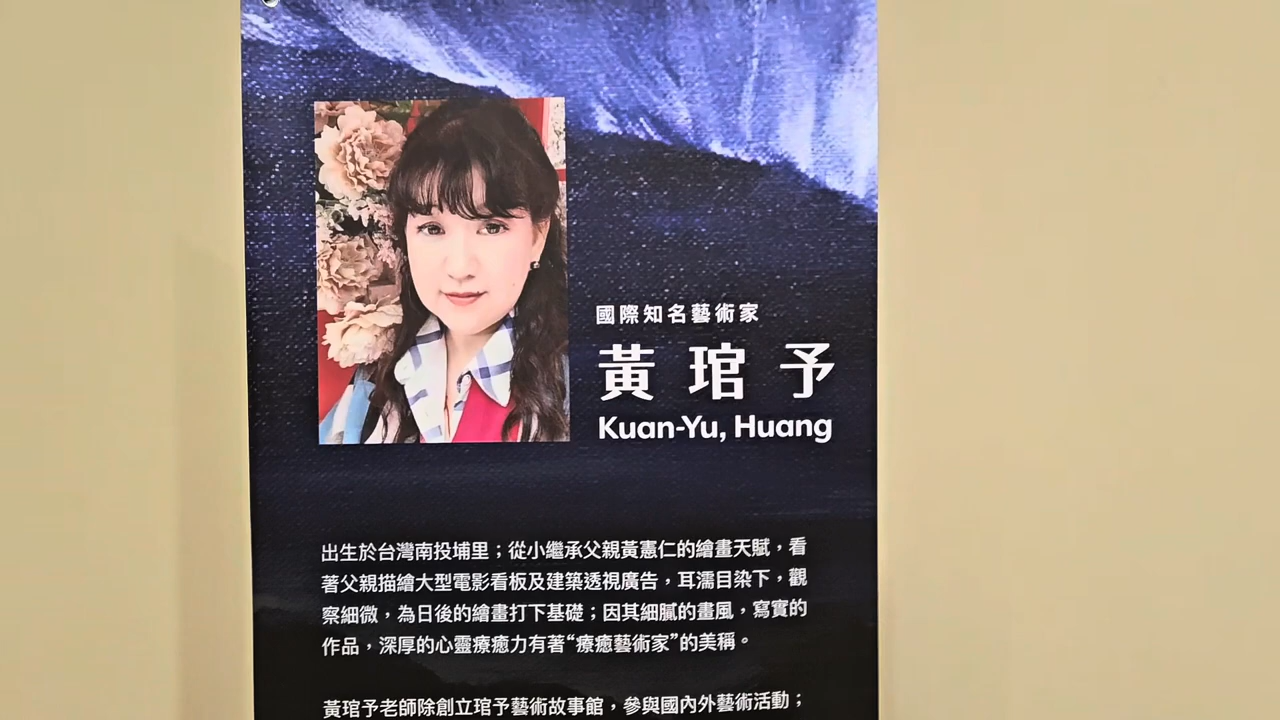 國際知名藝術家
黃琯予
Kuan-Yu, Huang
出生於台灣南投埔里；從小繼承父親黃憲仁的繪畫天賦，看
著父親描繪大型電影看板及建築透視廣告，耳濡目染下，觀
察細微，為日後的繪畫打下基礎；因其細膩的畫風，寫實的
作品，深厚的心靈療癒力有著“療癒藝術家”的美稱。
黃琯予老師除創立琯予藝術故事館，參與國內外藝術活動；